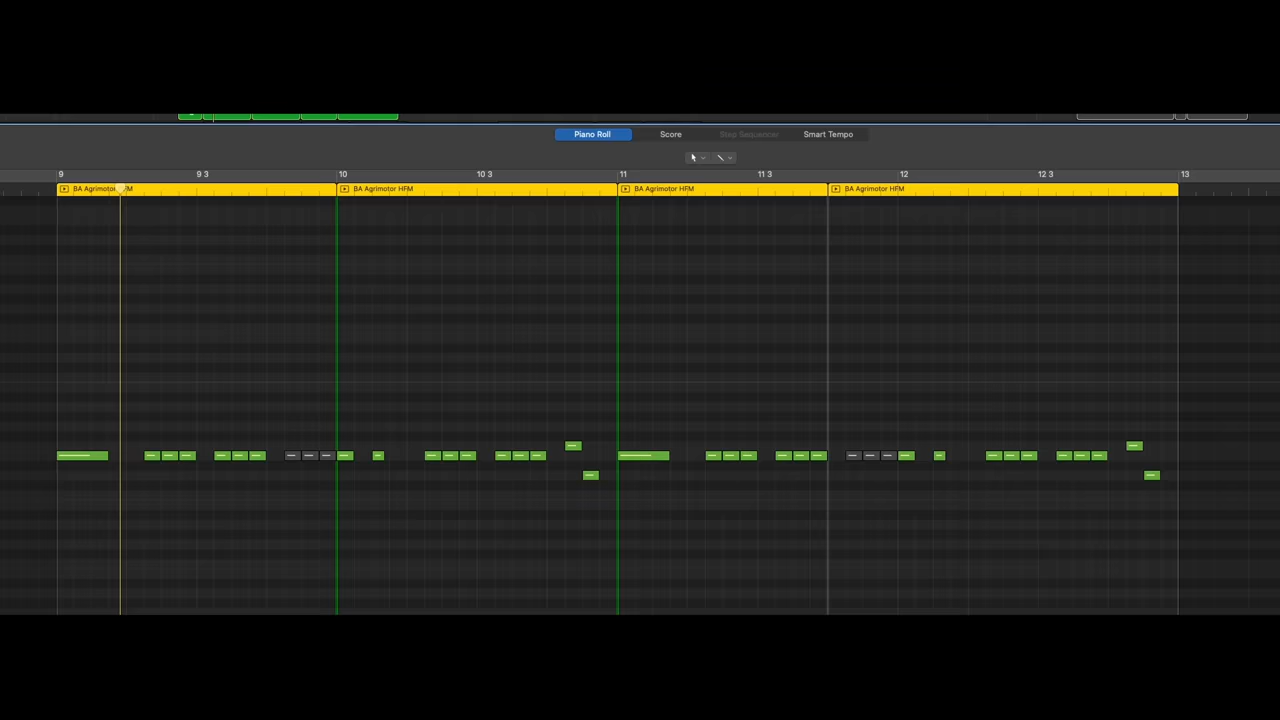 Piano Roll Score Step Sequencer Smart Tempo
9 9 3 10 10 3 11 11 3 12 12 3 13
BA Agrimotor HFM BA Agrimotor HFM BA Agrimotor HFM BA Agrimotor HFM